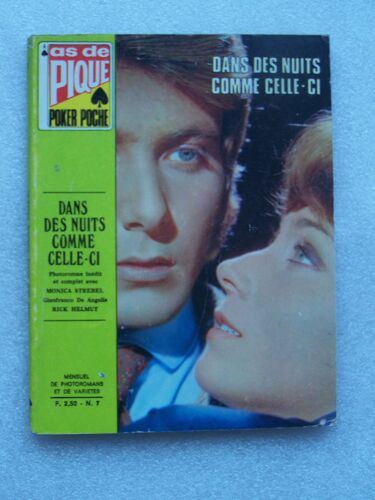 as de
PIQUE
POKER POCHE
DANS DES NUITS
COMME CELLE-CI
DANS
DES NUITS
COMME
CELLE-CI
Photoroman inédit
et complet avec
MONICA STREBEL
Gianfranco De Angelis
RICK HELMUT
MENSUEL
DE PHOTOROMANS
ET DE VARIETES
F. 2,50 - N. 7